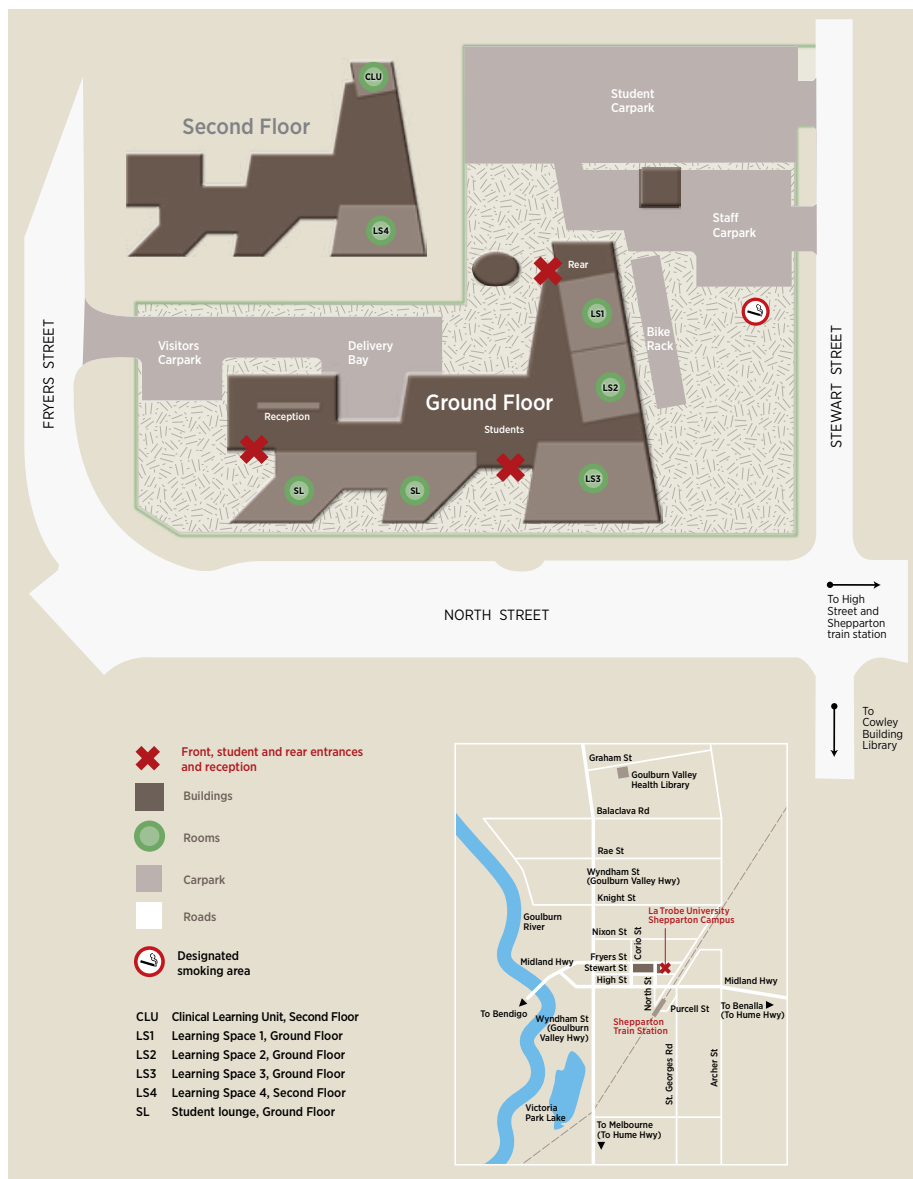 CLU
Second Floor
LS4
Student
Carpark
Staff
Carpark
Rear
LS1
Bike
Rack
LS2
Visitors
Carpark
Delivery
Bay
FRYERS STREET
STEWART STREET
Ground Floor
Reception
Students
SL
SL
LS3
NORTH STREET
To High
Street and
Shepparton
train station
To
Cowley
Building
Library
Front, student and rear entrances
and reception
Buildings
Rooms
Carpark
Roads
Designated
smoking area
CLU Clinical Learning Unit, Second Floor
LS1 Learning Space 1, Ground Floor
LS2 Learning Space 2, Ground Floor
LS3 Learning Space 3, Ground Floor
LS4 Learning Space 4, Second Floor
SL Student lounge, Ground Floor
Graham St
Goulburn Valley
Health Library
Balaclava Rd
Rae St
Wyndham St
(Goulburn Valley Hwy)
Knight St
La Trobe University
Shepparton Campus
Goulburn
River
Nixon St
Corio St
Fryers St
Midland Hwy
Stewart St
High St
North St
Midland Hwy
To Bendigo
Wyndham St
(Goulburn
Valley Hwy)
Purcell St
To Benalla
(To Hume Hwy)
Shepparton
Train Station
St. Georges Rd
Archer St
Victoria
Park Lake
To Melbourne
(To Hume Hwy)